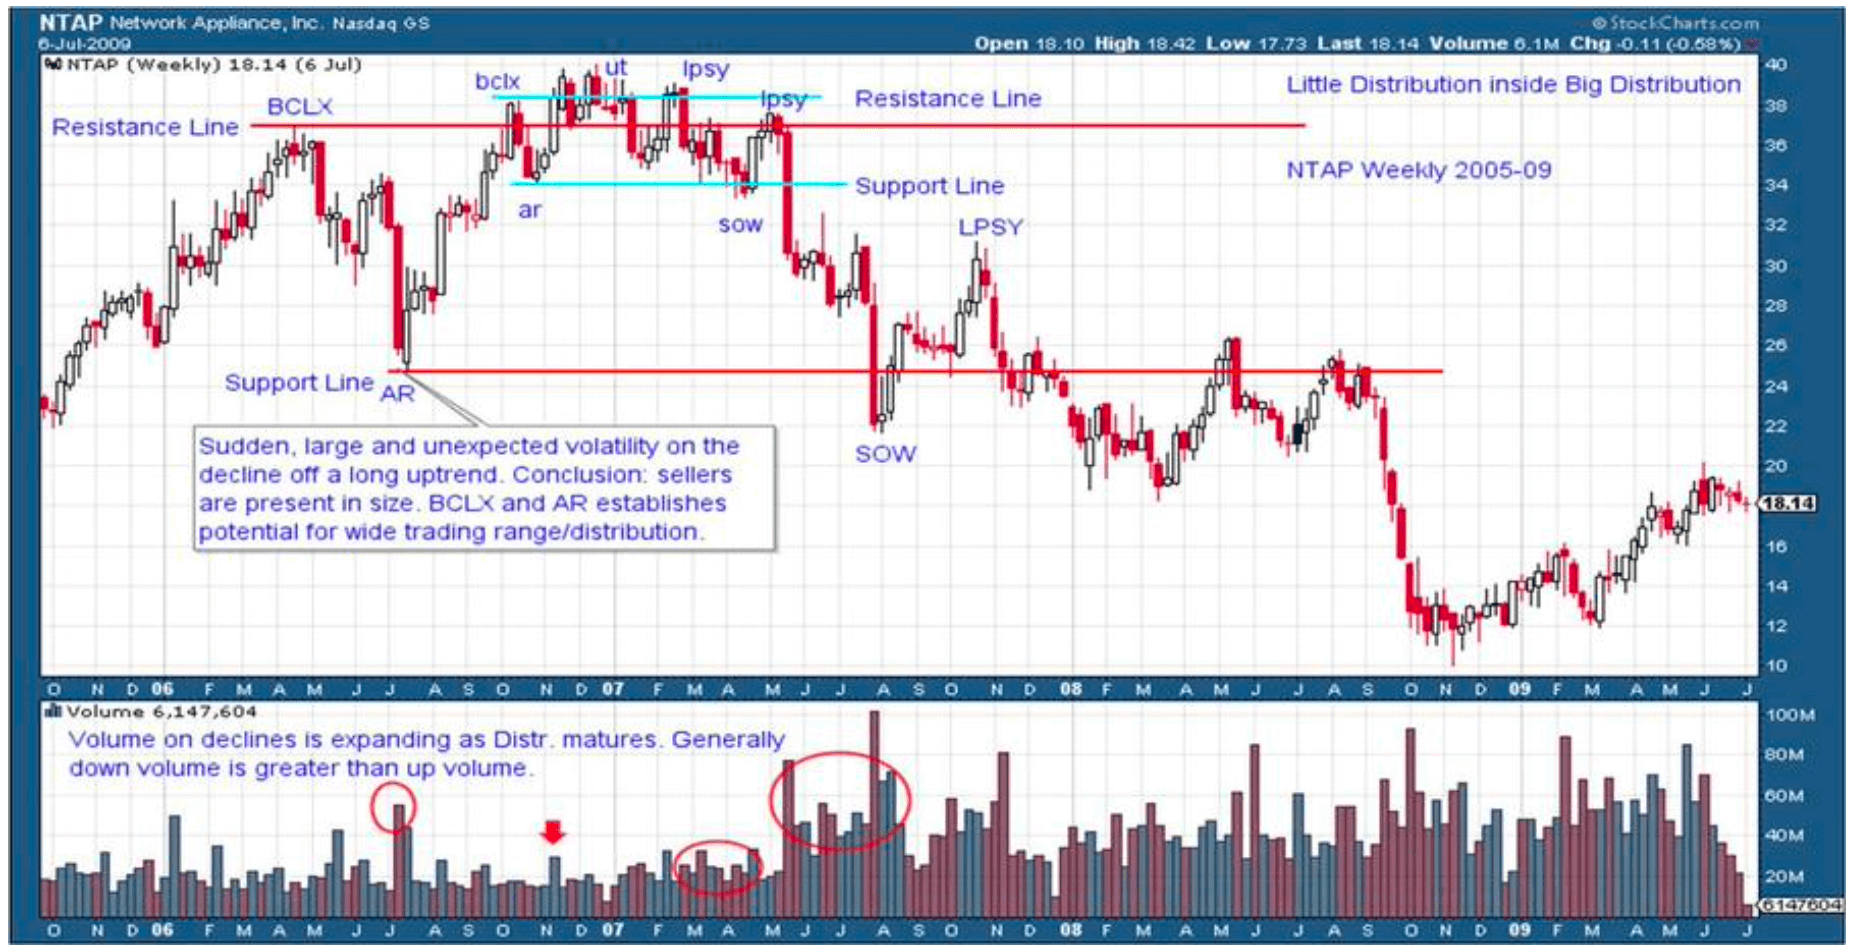 NTAP Network Appliance, Inc. Nasdaq GS
© StockCharts.com
6-Jul-2009
Open 18.10 High 18.42 Low 17.73 Last 18.14 Volume 6.1M Chg -0.11 (-0.58%)
NTAP (Weekly) 18.14 (6 Jul)
Little Distribution inside Big Distribution
NTAP Weekly 2005-09
BCLX
bclx
ut
lpsy
lpsy
Resistance Line
Resistance Line
Support Line
ar
sow
LPSY
Support Line
AR
SOW
Sudden, large and unexpected volatility on the
decline off a long uptrend. Conclusion: sellers
are present in size. BCLX and AR establishes
potential for wide trading range/distribution.
40
38
36
34
32
30
28
26
24
22
20
18.14
16
14
12
10
O N D 06 F M A M J J A S O N D 07 F M A M J J A S O N D 08 F M A M J J A S O N D 09 F M A M J J
Volume 6,147,604
Volume on declines is expanding as Distr. matures. Generally
down volume is greater than up volume.
100M
80M
60M
40M
20M
6147604
O N D 06 F M A M J J A S O N D 07 F M A M J J A S O N D 08 F M A M J J A S O N D 09 F M A M J J